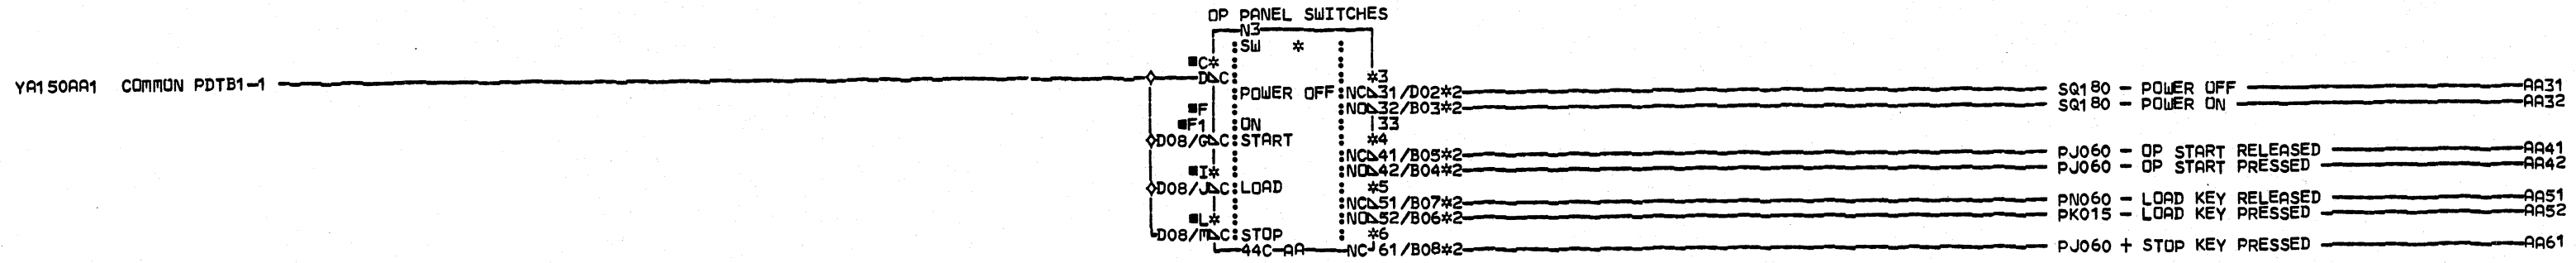 OP PANEL SWITCHES
N3
SW *
■C*
YA150AA1 COMMON PDTB1-1 D C *3
POWER OFF NC 31/D02*2 SQ180 - POWER OFF AA31
■F NO 32/B03*2 SQ180 - POWER ON AA32
■F1 ON 33
D08/G C START *4
NC 41/B05*2 PJ060 - OP START RELEASED AA41
■I* NO 42/B04*2 PJ060 - OP START PRESSED AA42
D08/J C LOAD *5
NC 51/B07*2 PN060 - LOAD KEY RELEASED AA51
■L* NO 52/B06*2 PK015 - LOAD KEY PRESSED AA52
D08/M C STOP *6
44C-AA NC 61/B08*2 PJ060 + STOP KEY PRESSED AA61